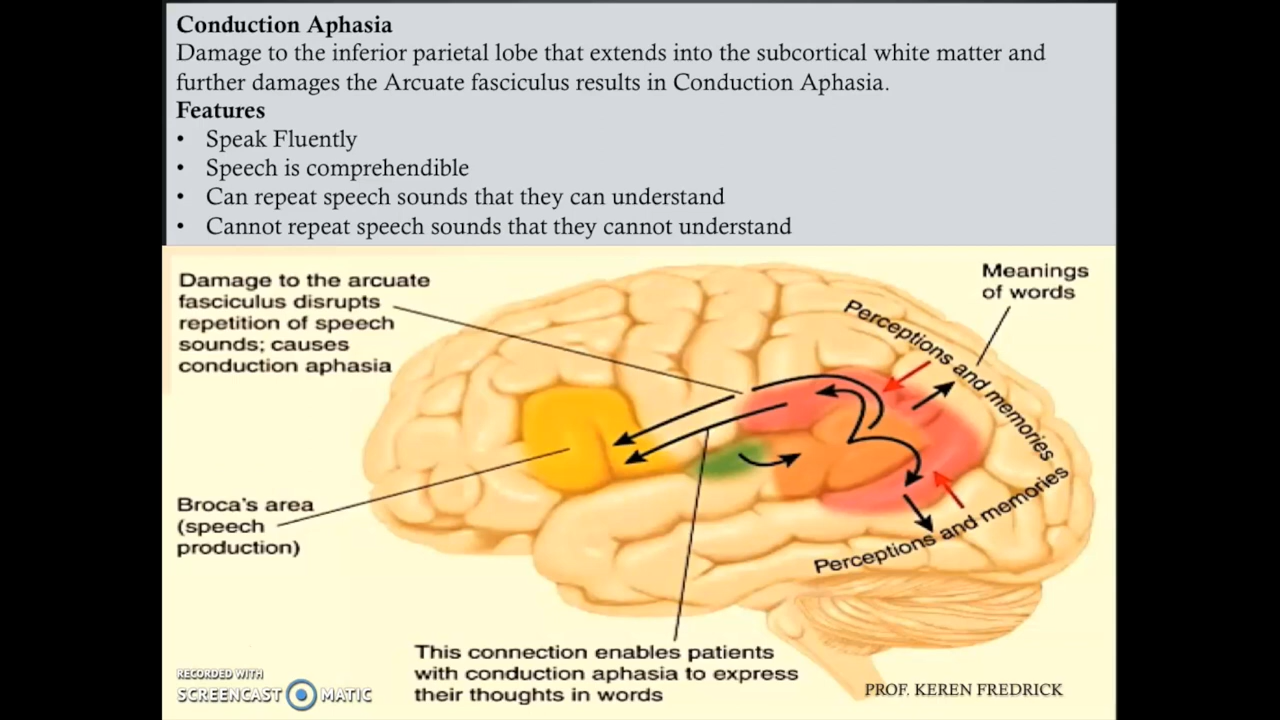 Conduction Aphasia
Damage to the inferior parietal lobe that extends into the subcortical white matter and
further damages the Arcuate fasciculus results in Conduction Aphasia.
Features
• Speak Fluently
• Speech is comprehendible
• Can repeat speech sounds that they can understand
• Cannot repeat speech sounds that they cannot understand
Damage to the arcuate
fasciculus disrupts
repetition of speech
sounds; causes
conduction aphasia
Meanings
of words
Perceptions and memories
Perceptions and memories
Broca's area
(speech
production)
This connection enables patients
with conduction aphasia to express
their thoughts in words
RECORDED WITH
SCREENCAST MATIC
PROF. KEREN FREDRICK